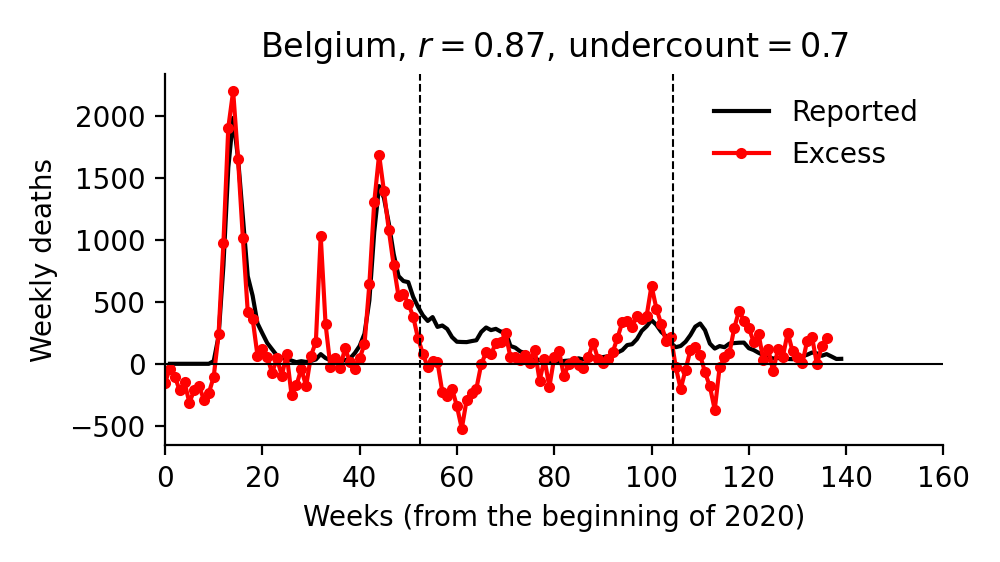 Belgium, r = 0.87, undercount = 0.7
Reported
Excess
Weekly deaths
2000
1500
1000
500
0
−500
0 20 40 60 80 100 120 140 160
Weeks (from the beginning of 2020)